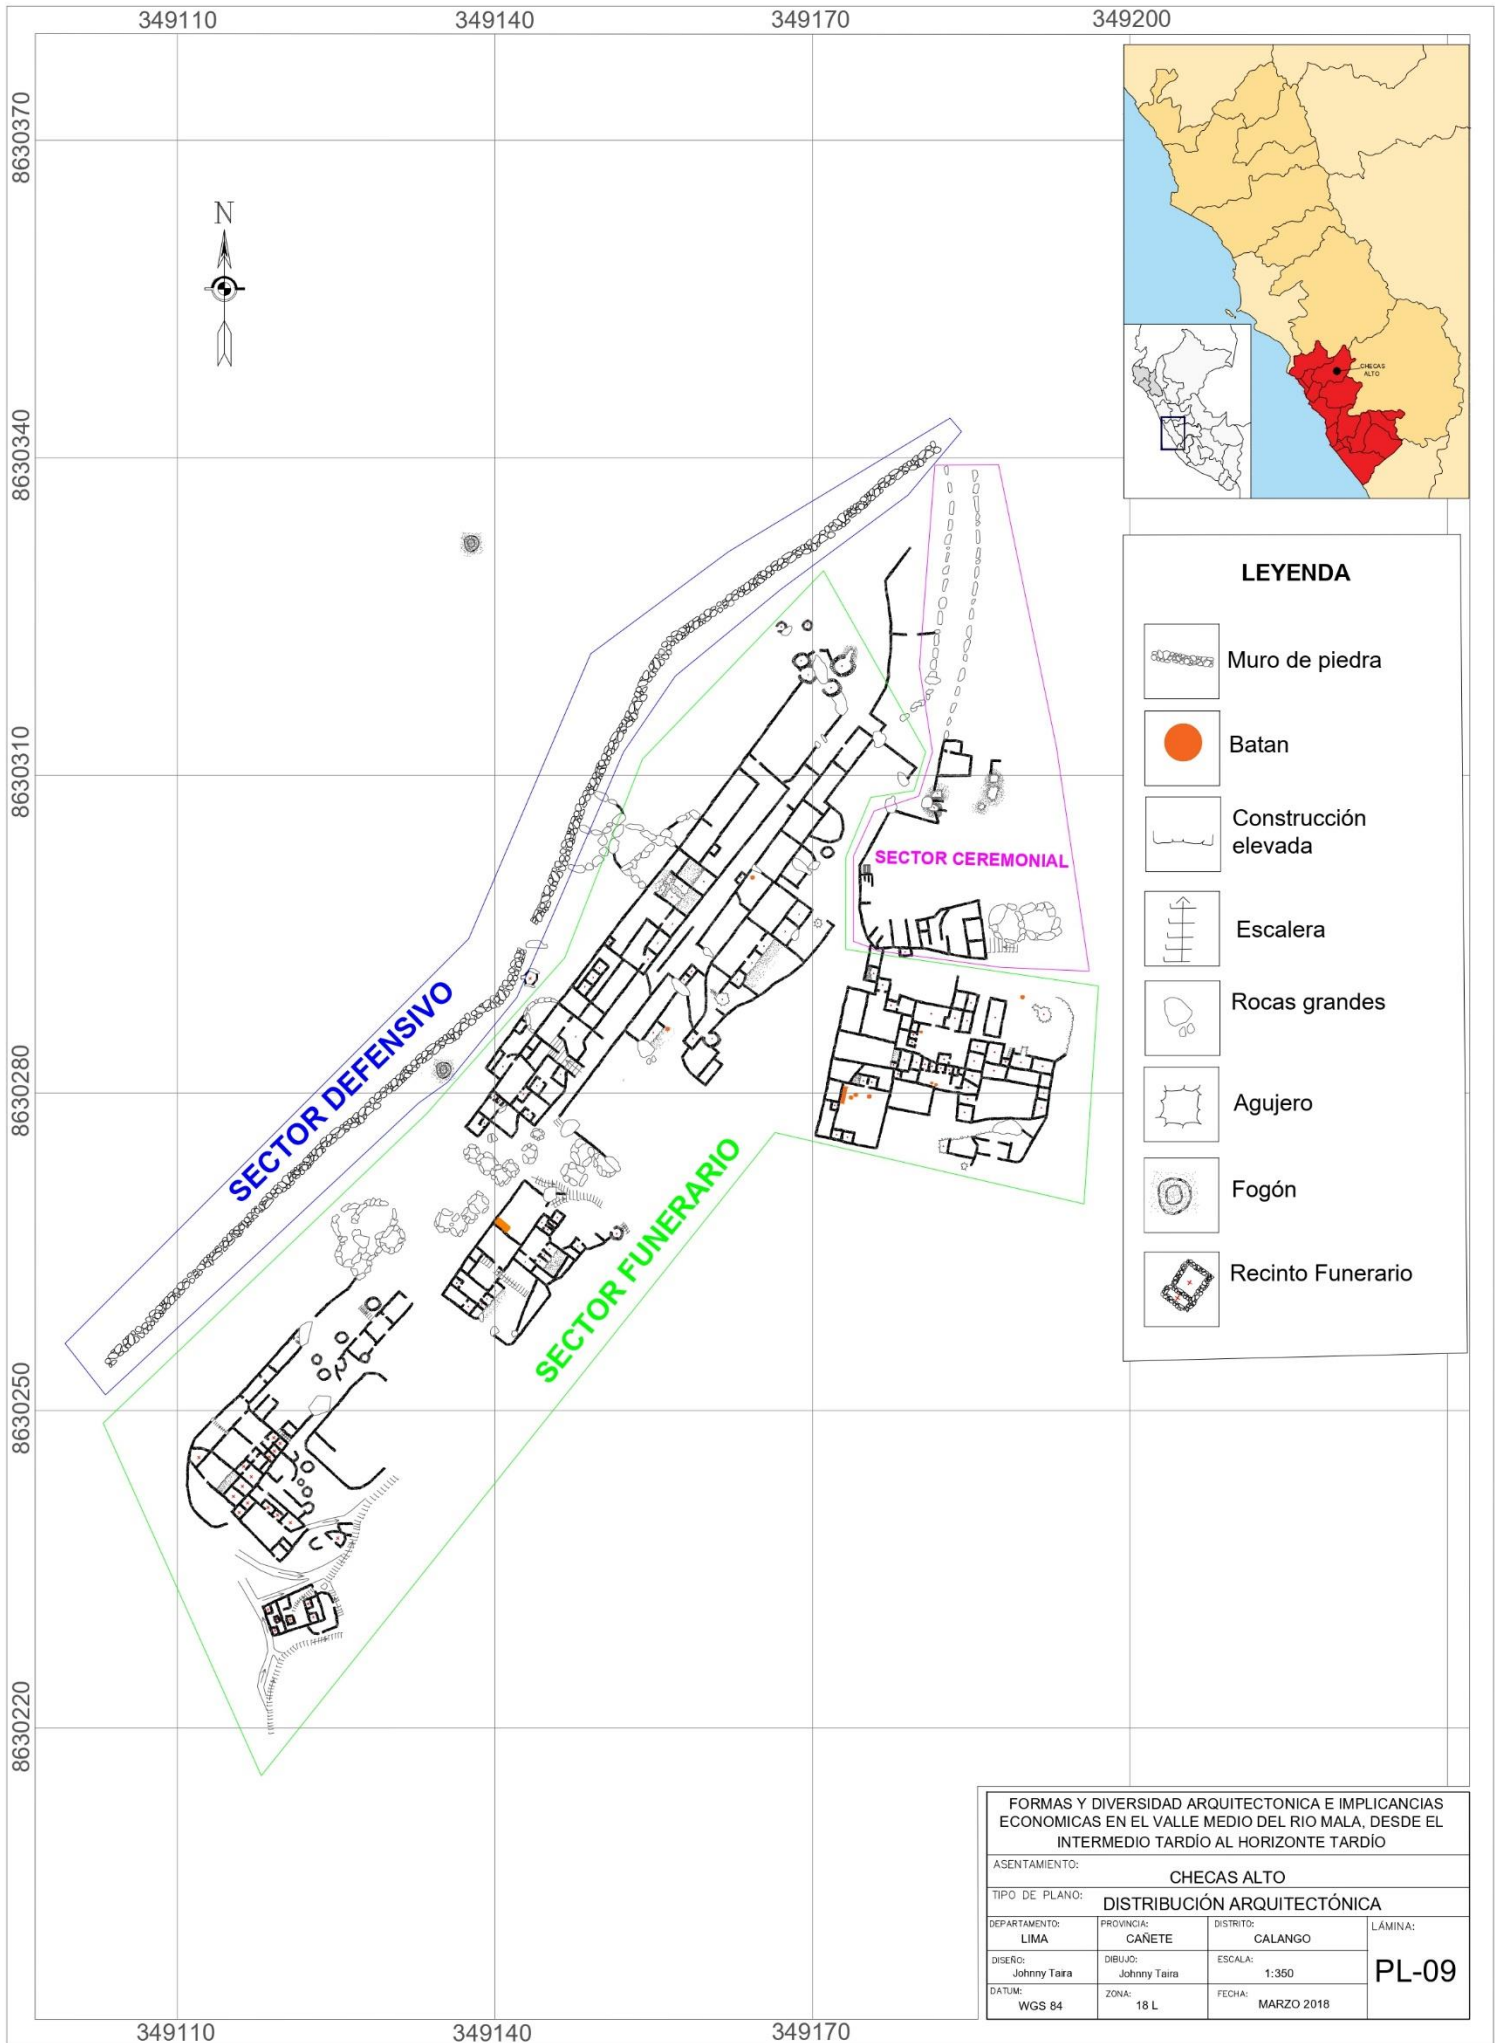 349110
349140
349170
349200
8630370
8630340
8630310
8630280
8630250
8630220
N
CHECAS
ALTO
LEYENDA
Muro de piedra
Batan
Construcción
elevada
Escalera
Rocas grandes
Agujero
Fogón
Recinto Funerario
SECTOR CEREMONIAL
SECTOR DEFENSIVO
SECTOR FUNERARIO
FORMAS Y DIVERSIDAD ARQUITECTONICA E IMPLICANCIAS
ECONOMICAS EN EL VALLE MEDIO DEL RIO MALA, DESDE EL
INTERMEDIO TARDÍO AL HORIZONTE TARDÍO
ASENTAMIENTO:
CHECAS ALTO
TIPO DE PLANO:
DISTRIBUCIÓN ARQUITECTÓNICA
DEPARTAMENTO:
LIMA
PROVINCIA:
CAÑETE
DISTRITO:
CALANGO
LÁMINA:
PL-09
DISEÑO:
Johnny Taira
DIBUJO:
Johnny Taira
ESCALA:
1:350
DATUM:
WGS 84
ZONA:
18 L
FECHA:
MARZO 2018
349110
349140
349170